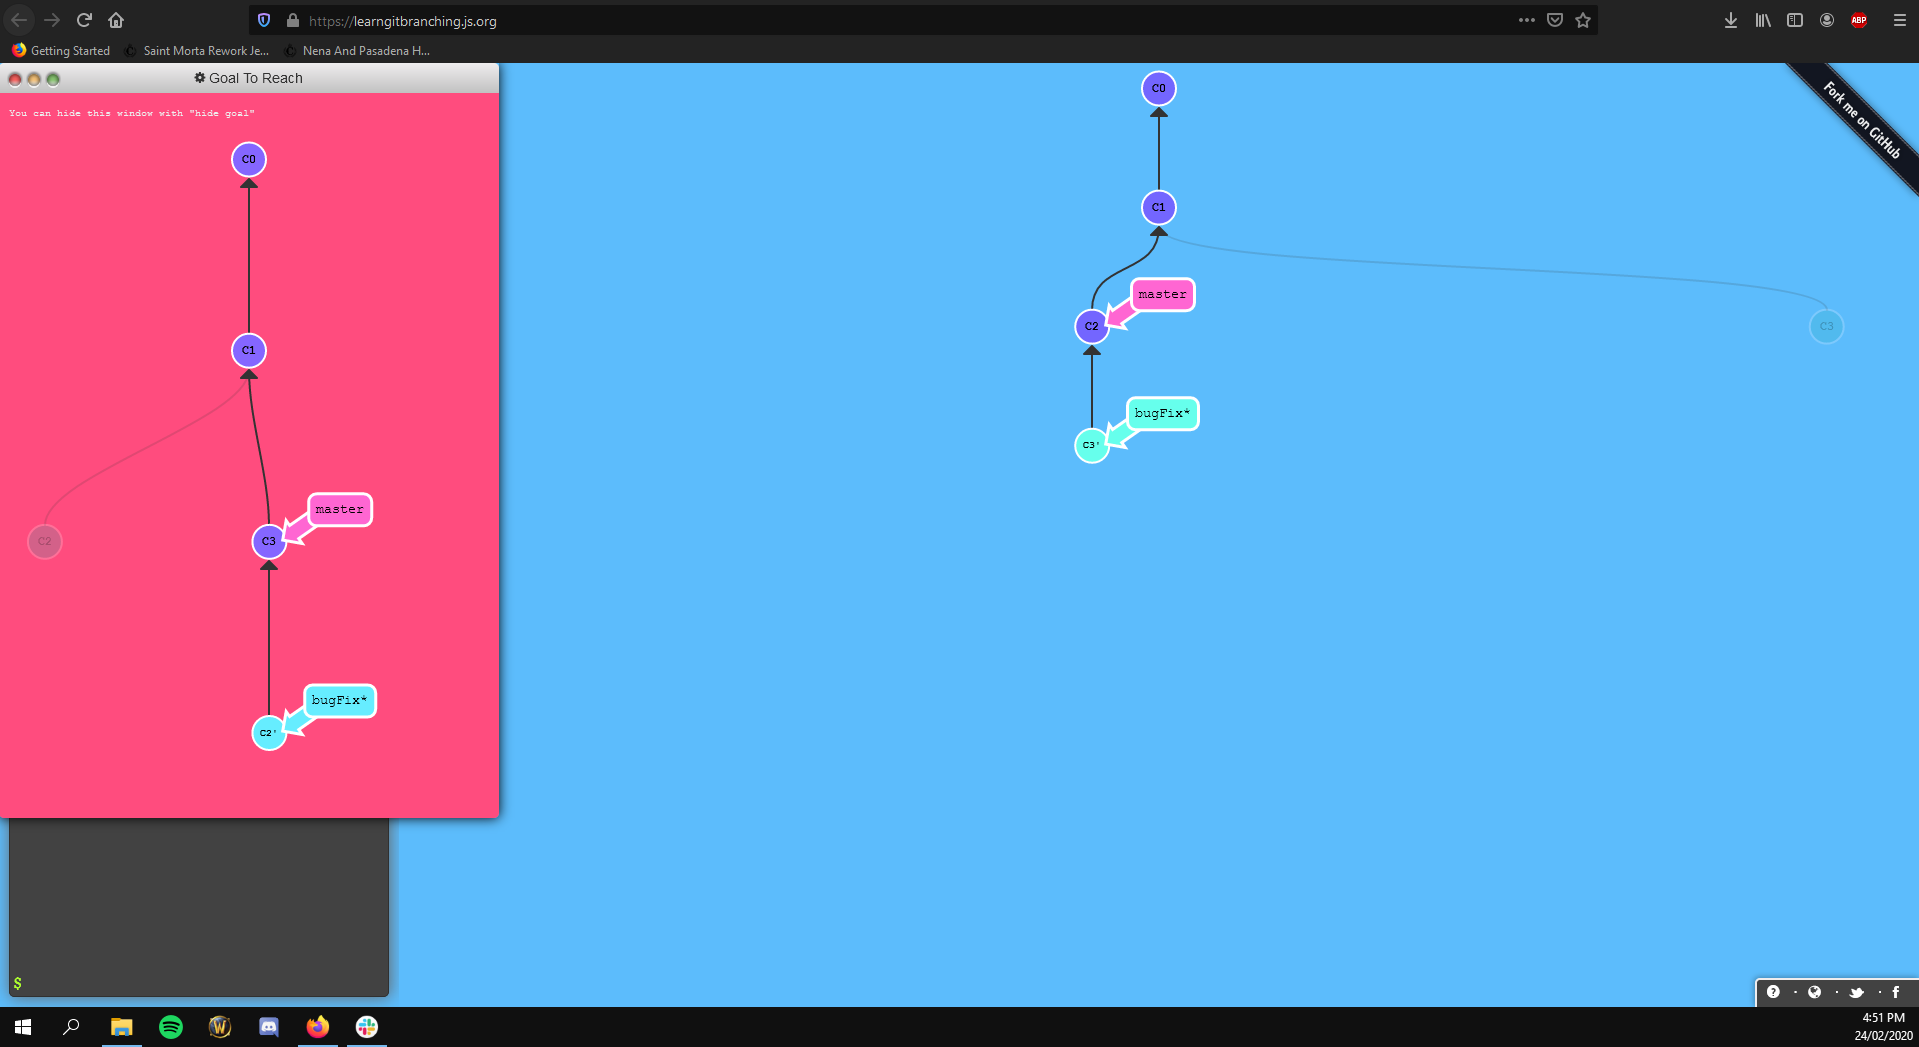 https://learngitbranching.js.org
ABP
Getting Started
Saint Morta Rework Je...
Nena And Pasadena H...
Goal To Reach
You can hide this window with "hide goal"
C0
C1
C2
C3
master
C2'
bugFix*
$
C0
C1
C2
master
C3
C3'
bugFix*
Fork me on GitHub
4:51 PM
24/02/2020